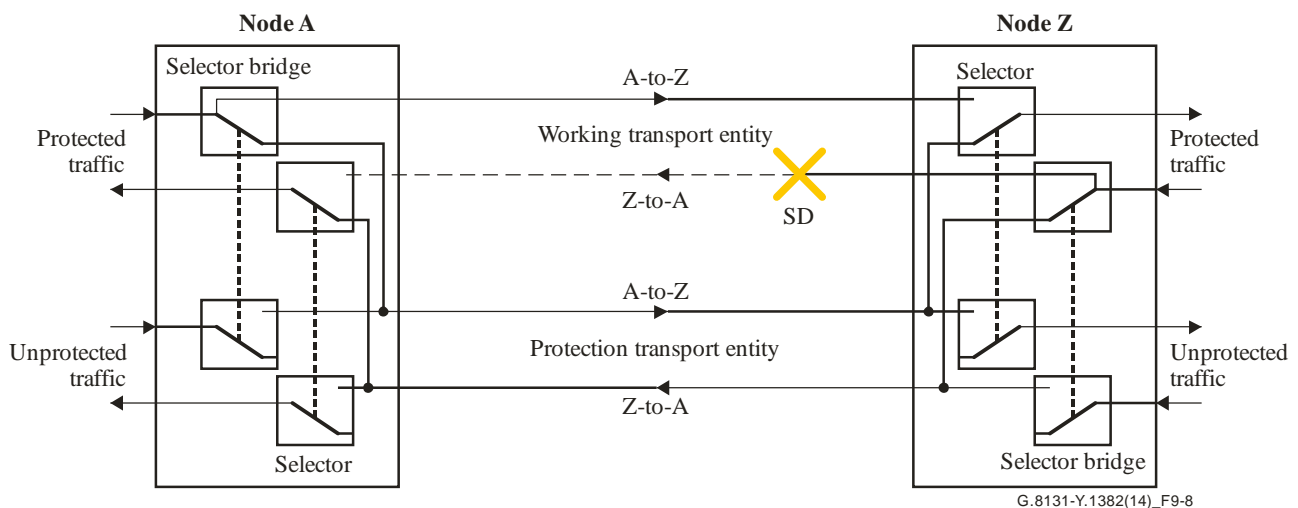 Node A
Node Z
Selector bridge
Selector
A-to-Z
Working transport entity
Protected
traffic
Protected
traffic
Z-to-A
SD
A-to-Z
Unprotected
traffic
Protection transport entity
Unprotected
traffic
Z-to-A
Selector
Selector bridge
G.8131-Y.1382(14)_F9-8